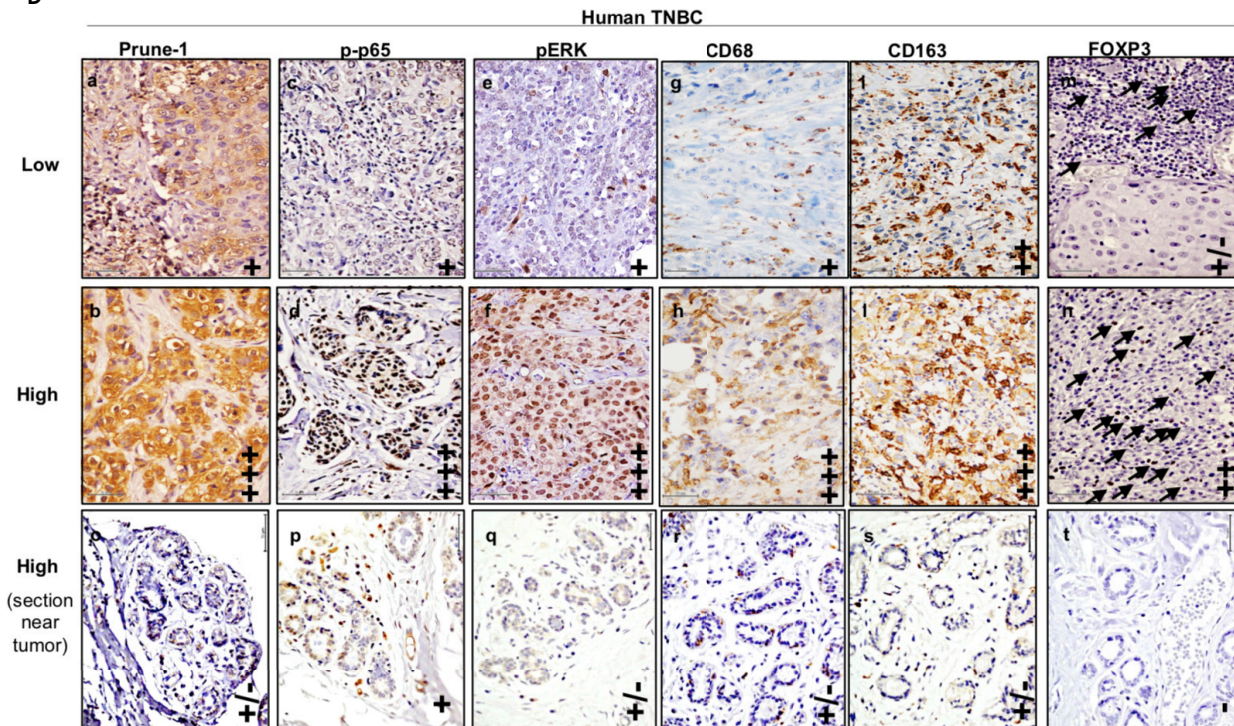 Human TNBC
Prune-1 p-p65 pERK CD68 CD163 FOXP3
a c e g i m
Low
+ + + + ++ +/-
b d f h l n
High
+++ +++ +++ +++ +++ ++
o p q r s t
High
(section
near
tumor)
+/- + +/- +/- +/- -